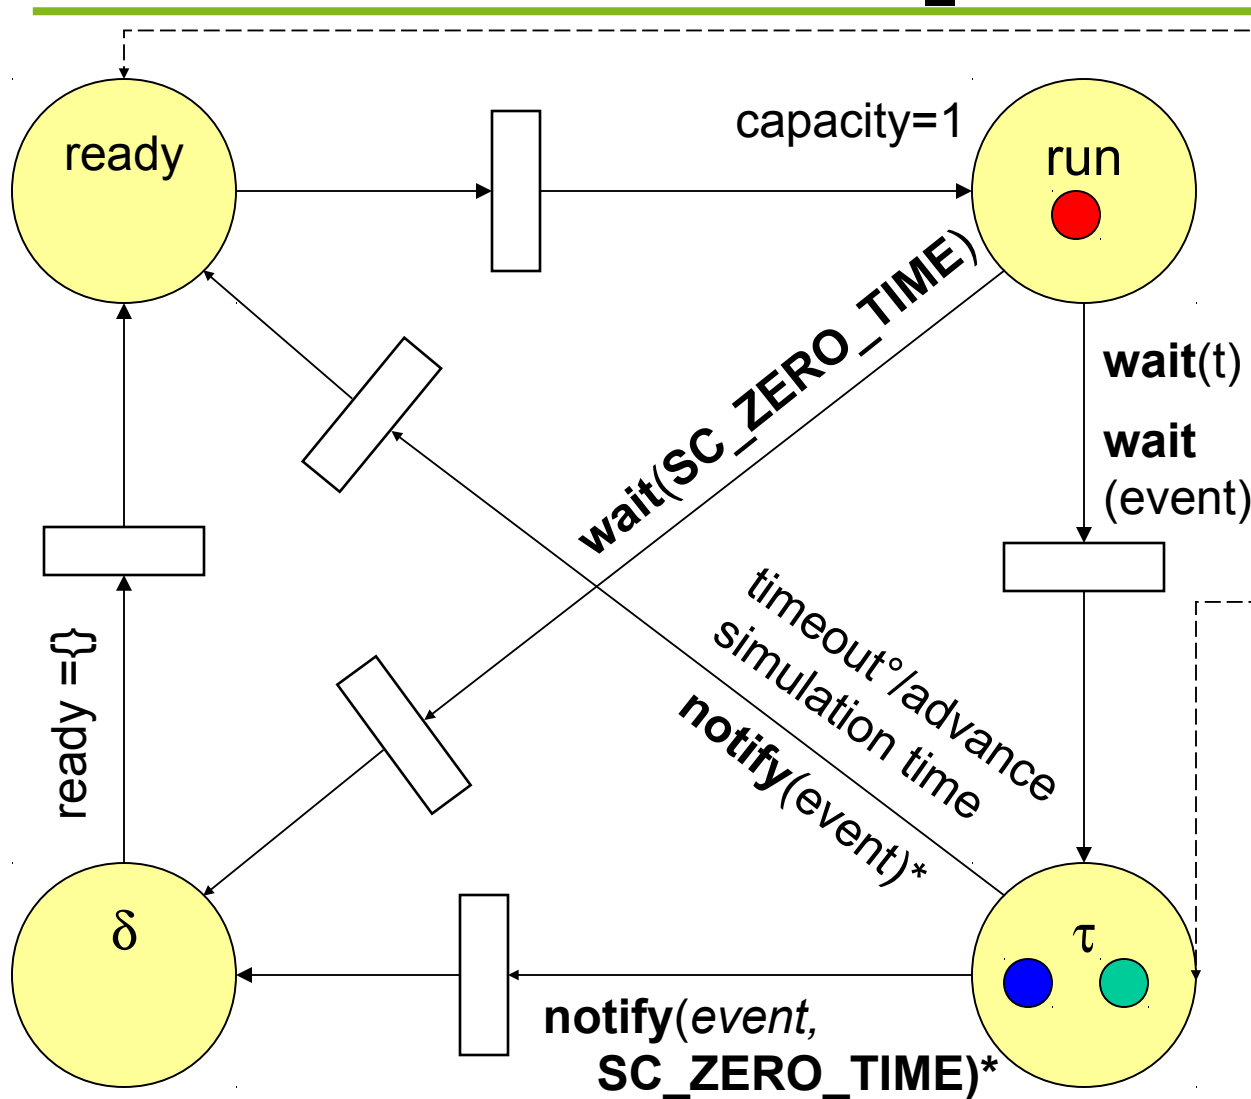 capacity=1
ready
run
wait(SC_ZERO_TIME)
wait(t)
wait
(event)
timeout°/advance
simulation time
notify(event)*
ready ={}
δ
τ
notify(event,
SC_ZERO_TIME)*